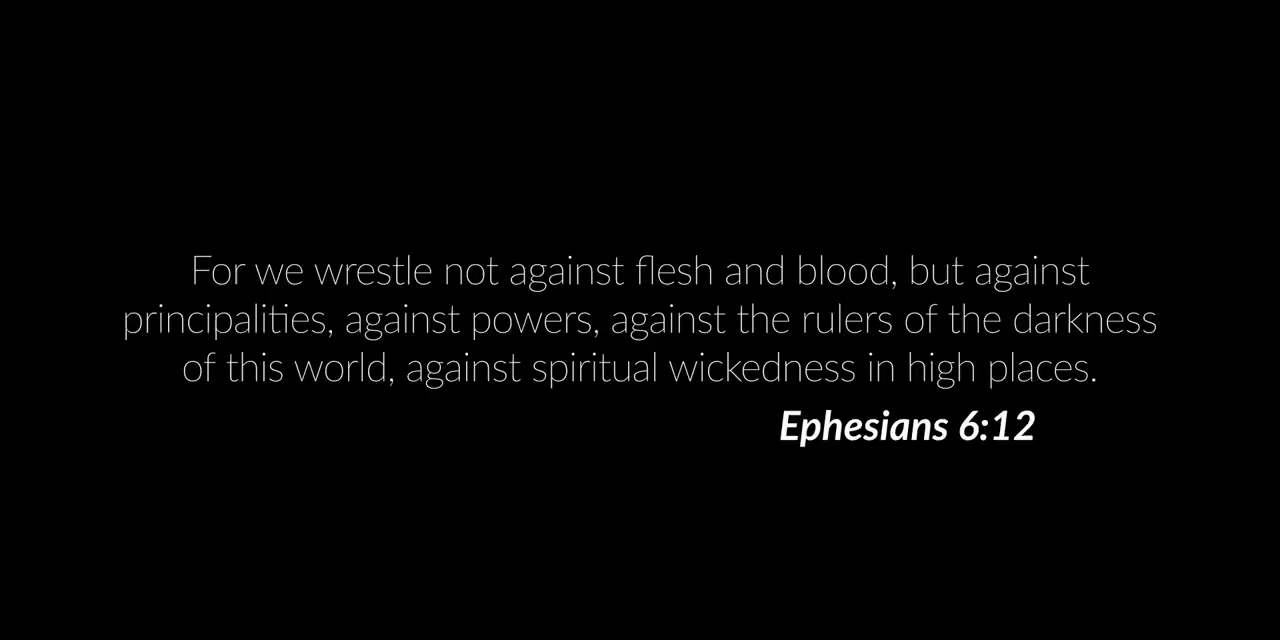 For we wrestle not against flesh and blood, but against
principalities, against powers, against the rulers of the darkness
of this world, against spiritual wickedness in high places.
Ephesians 6:12